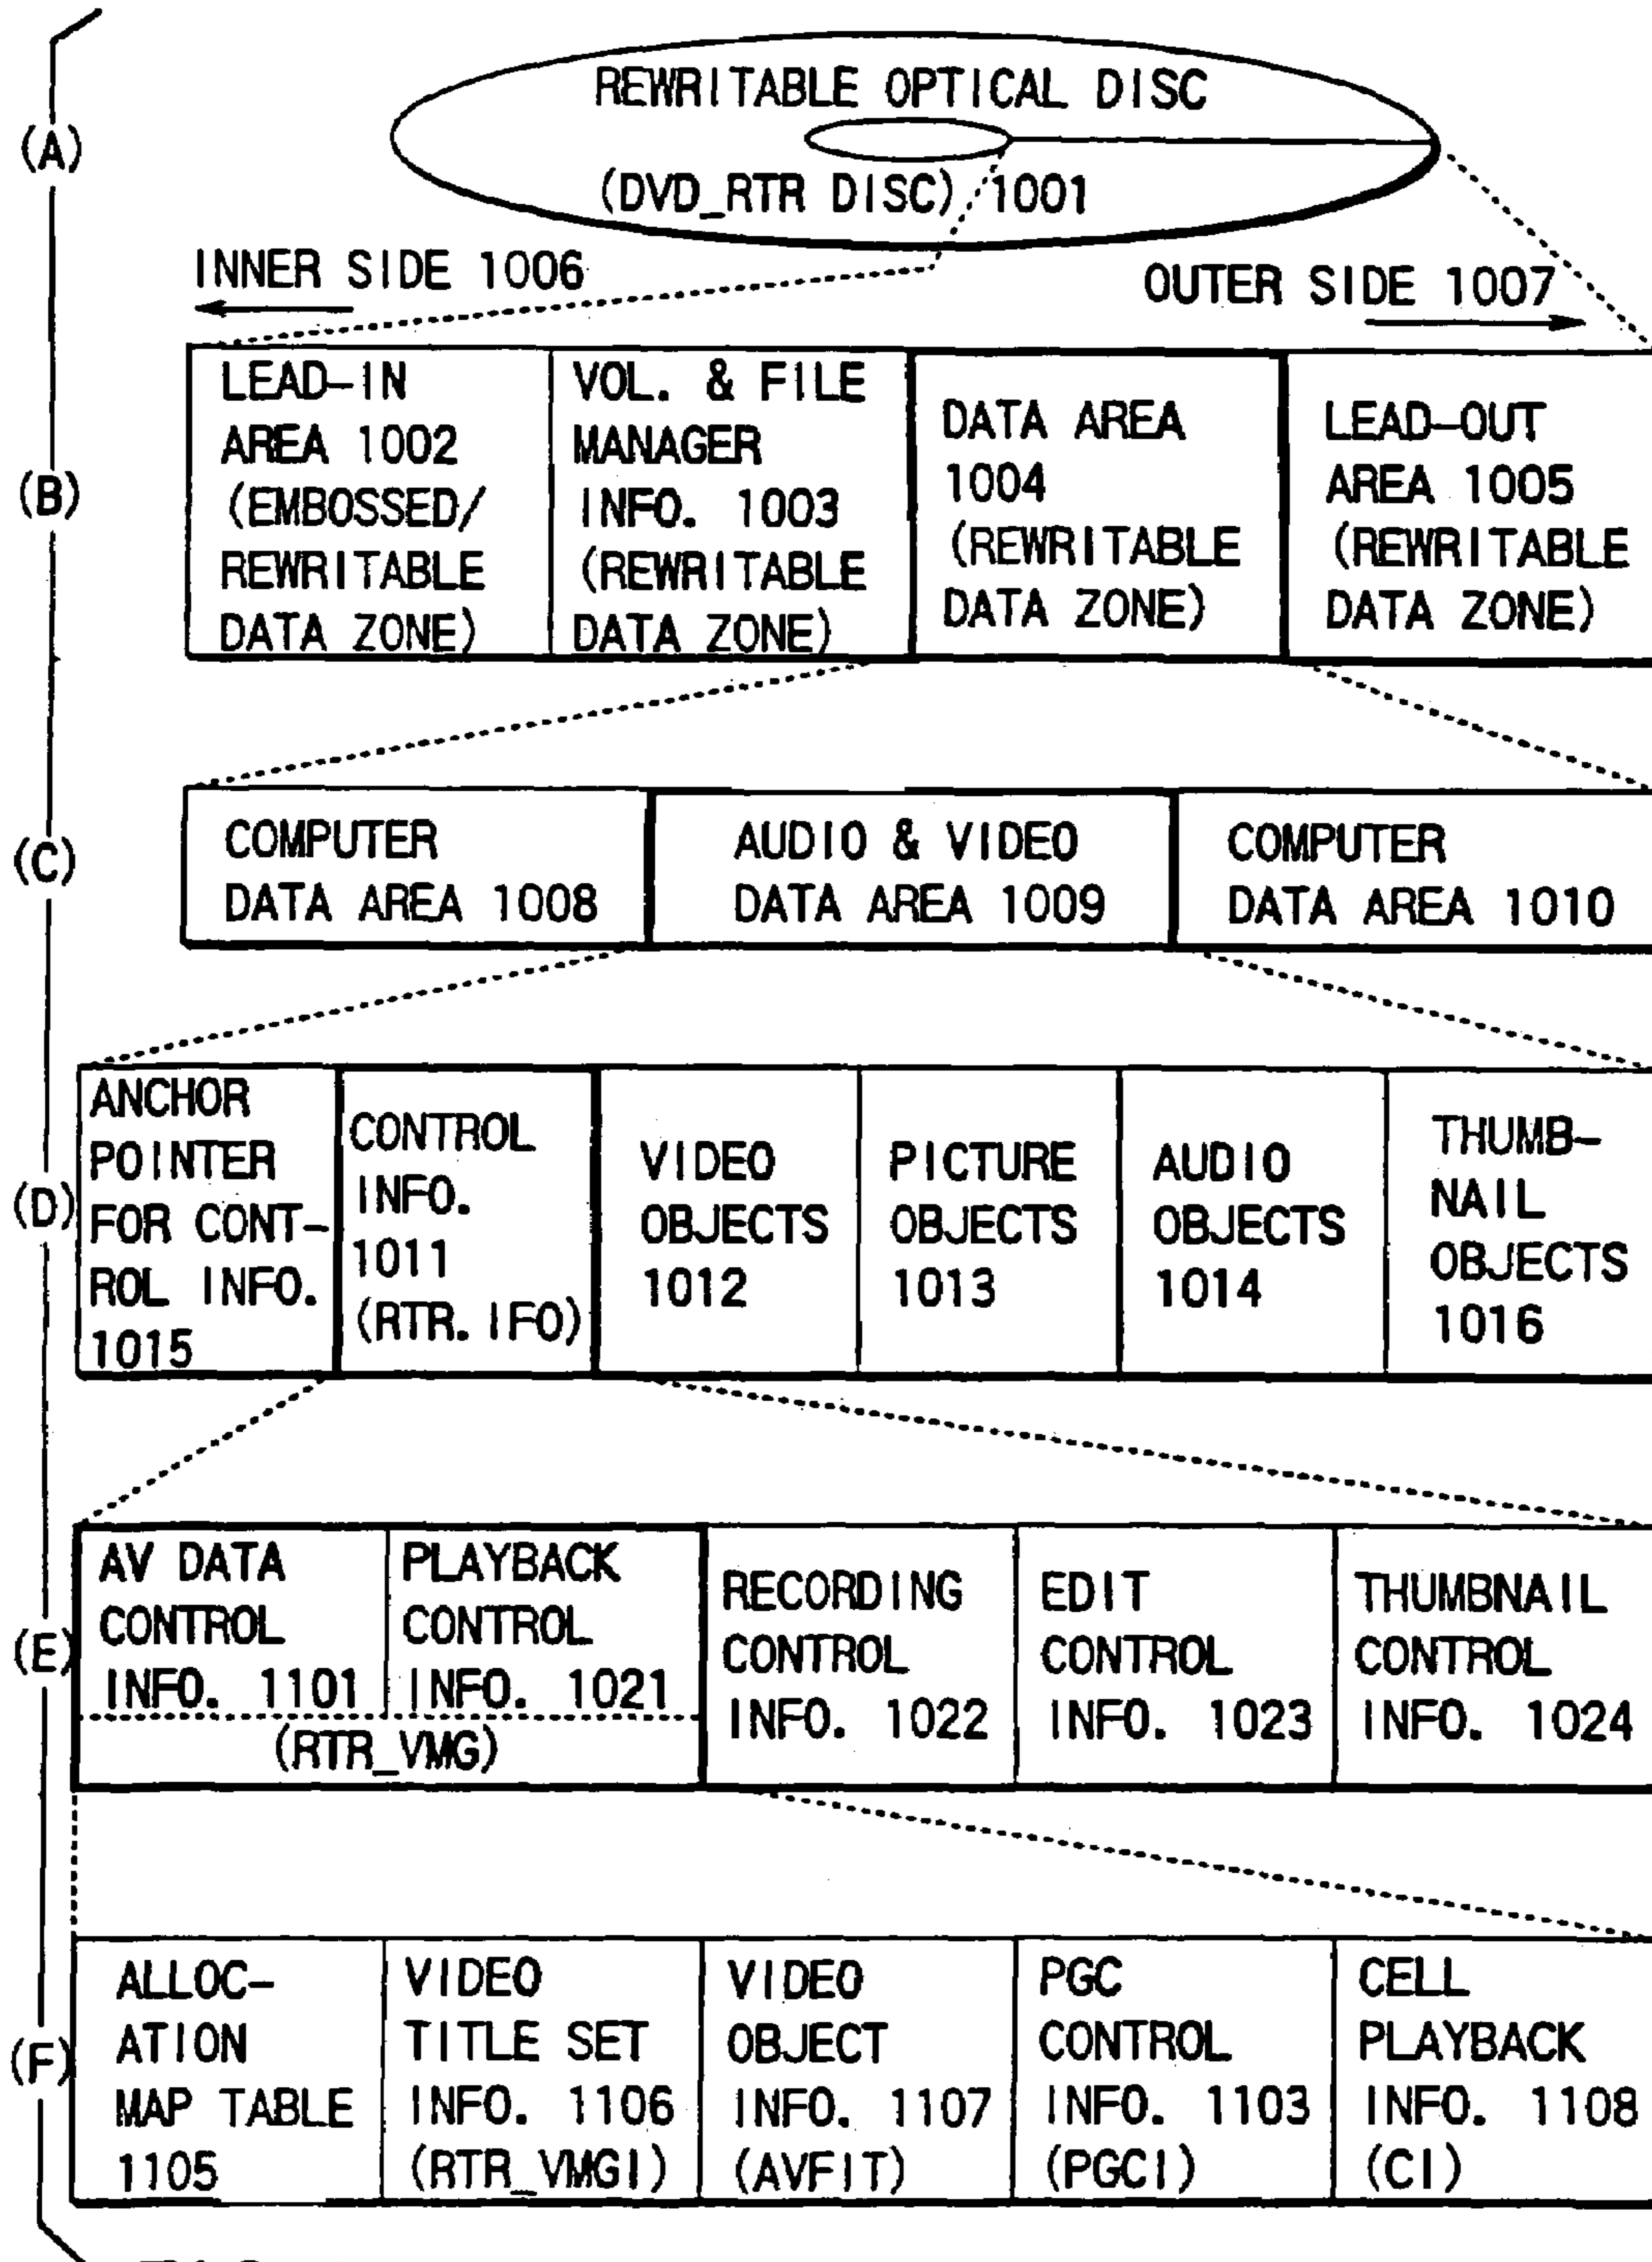 (A)
REWRITABLE OPTICAL DISC
(DVD_RTR DISC) 1001
INNER SIDE 1006
OUTER SIDE 1007
(B)
LEAD-IN
AREA 1002
(EMBOSSED/
REWRITABLE
DATA ZONE)
VOL. & FILE
MANAGER
INFO. 1003
(REWRITABLE
DATA ZONE)
DATA AREA
1004
(REWRITABLE
DATA ZONE)
LEAD-OUT
AREA 1005
(REWRITABLE
DATA ZONE)
(C)
COMPUTER
DATA AREA 1008
AUDIO & VIDEO
DATA AREA 1009
COMPUTER
DATA AREA 1010
(D)
ANCHOR
POINTER
FOR CONT-
ROL INFO.
1015
CONTROL
INFO.
1011
(RTR.IFO)
VIDEO
OBJECTS
1012
PICTURE
OBJECTS
1013
AUDIO
OBJECTS
1014
THUMB-
NAIL
OBJECTS
1016
(E)
AV DATA
CONTROL
INFO. 1101
PLAYBACK
CONTROL
INFO. 1021
(RTR_VMG)
RECORDING
CONTROL
INFO. 1022
EDIT
CONTROL
INFO. 1023
THUMBNAIL
CONTROL
INFO. 1024
(F)
ALLOC-
ATION
MAP TABLE
1105
VIDEO
TITLE SET
INFO. 1106
(RTR_VMGI)
VIDEO
OBJECT
INFO. 1107
(AVFIT)
PGC
CONTROL
INFO. 1103
(PGCI)
CELL
PLAYBACK
INFO. 1108
(CI)